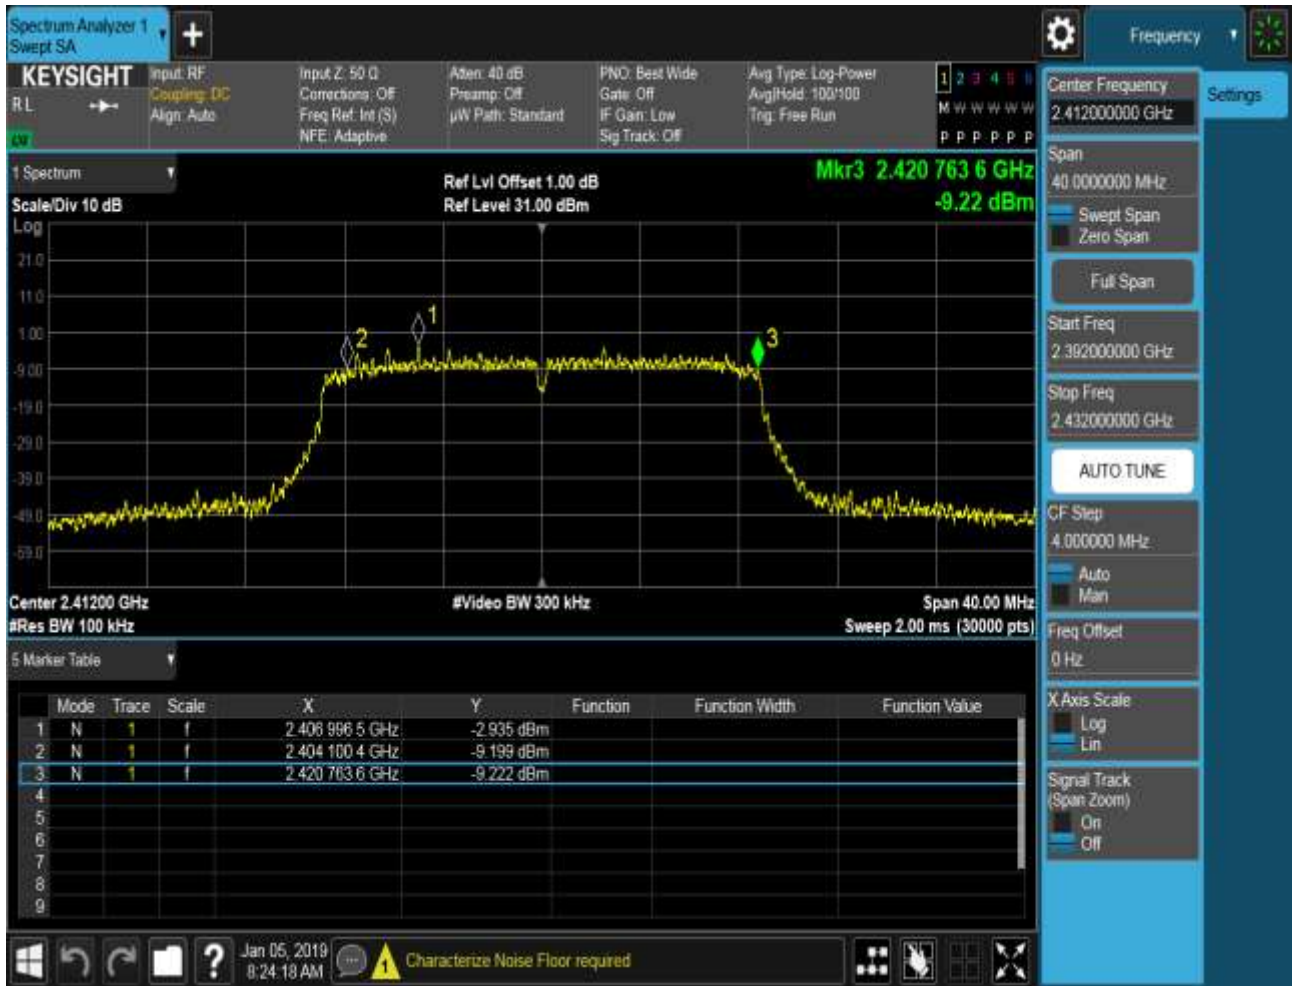 Spectrum Analyzer 1
Swept SA
+
Frequency
KEYSIGHT
RL
Input: RF
Coupling: DC
Align: Auto
Input Z: 50 Ω
Corrections: Off
Freq Ref: Int (S)
NFE: Adaptive
Atten: 40 dB
Preamp: Off
µW Path: Standard
PNO: Best Wide
Gate: Off
IF Gain: Low
Sig Track: Off
Avg Type: Log-Power
Avg|Hold: 100/100
Trig: Free Run
1 2 3 4 5 6
M W W W W W
P P P P P P
1 Spectrum
Scale/Div 10 dB
Ref Lvl Offset 1.00 dB
Ref Level 31.00 dBm
Mkr3 2.420 763 6 GHz
-9.22 dBm
Log
21.0
11.0
1.00
-9.00
-19.0
-29.0
-39.0
-49.0
-59.0
1
2
3
Center 2.41200 GHz
#Res BW 100 kHz
#Video BW 300 kHz
Span 40.00 MHz
Sweep 2.00 ms (30000 pts)
5 Marker Table
Mode Trace Scale X Y Function Function Width Function Value
1 N 1 f 2.406 996 5 GHz -2.935 dBm
2 N 1 f 2.404 100 4 GHz -9.199 dBm
3 N 1 f 2.420 763 6 GHz -9.222 dBm
4
5
6
7
8
9
Jan 05, 2019
8:24:18 AM
?
1
Characterize Noise Floor required
Center Frequency
2.412000000 GHz
Settings
Span
40.0000000 MHz
Swept Span
Zero Span
Full Span
Start Freq
2.392000000 GHz
Stop Freq
2.432000000 GHz
AUTO TUNE
CF Step
4.000000 MHz
Auto
Man
Freq Offset
0 Hz
X Axis Scale
Log
Lin
Signal Track
(Span Zoom)
On
Off